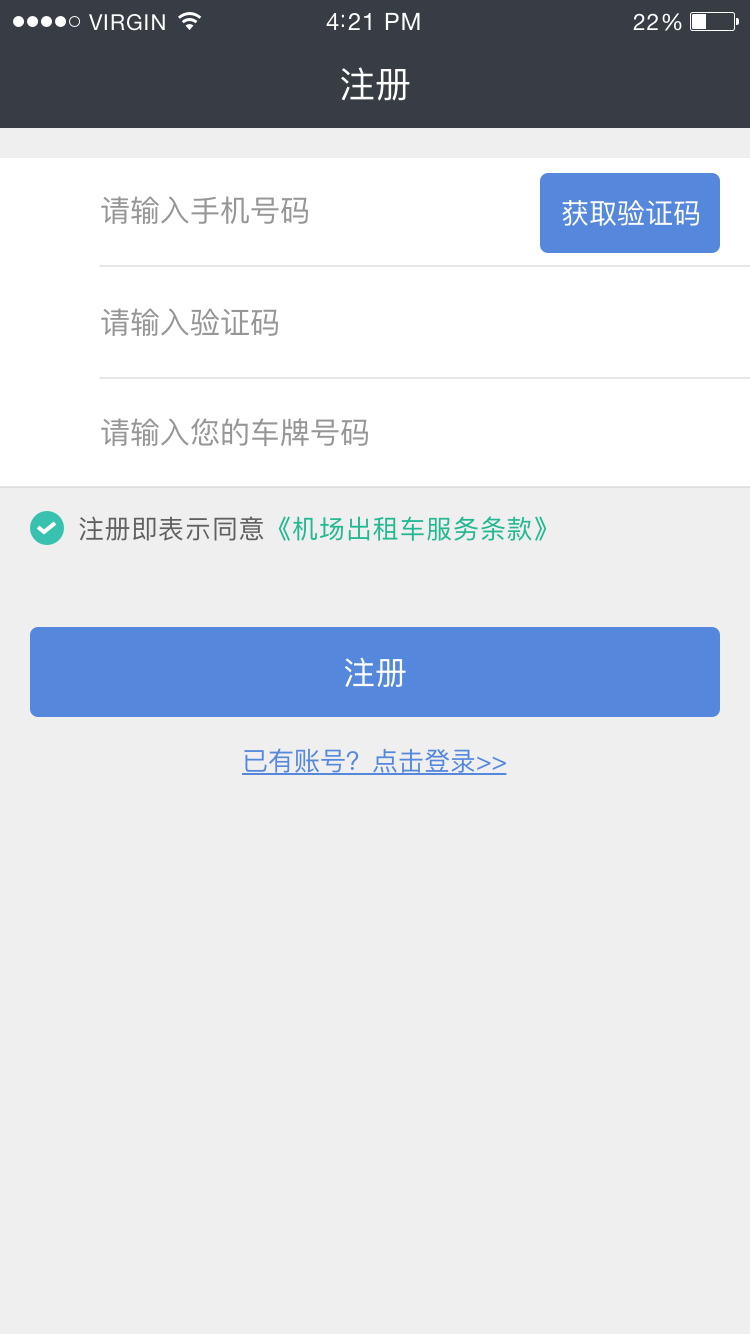 VIRGIN 4:21 PM 22%
注册
请输入手机号码 获取验证码
请输入验证码
请输入您的车牌号码
注册即表示同意《机场出租车服务条款》
注册
已有账号？点击登录>>